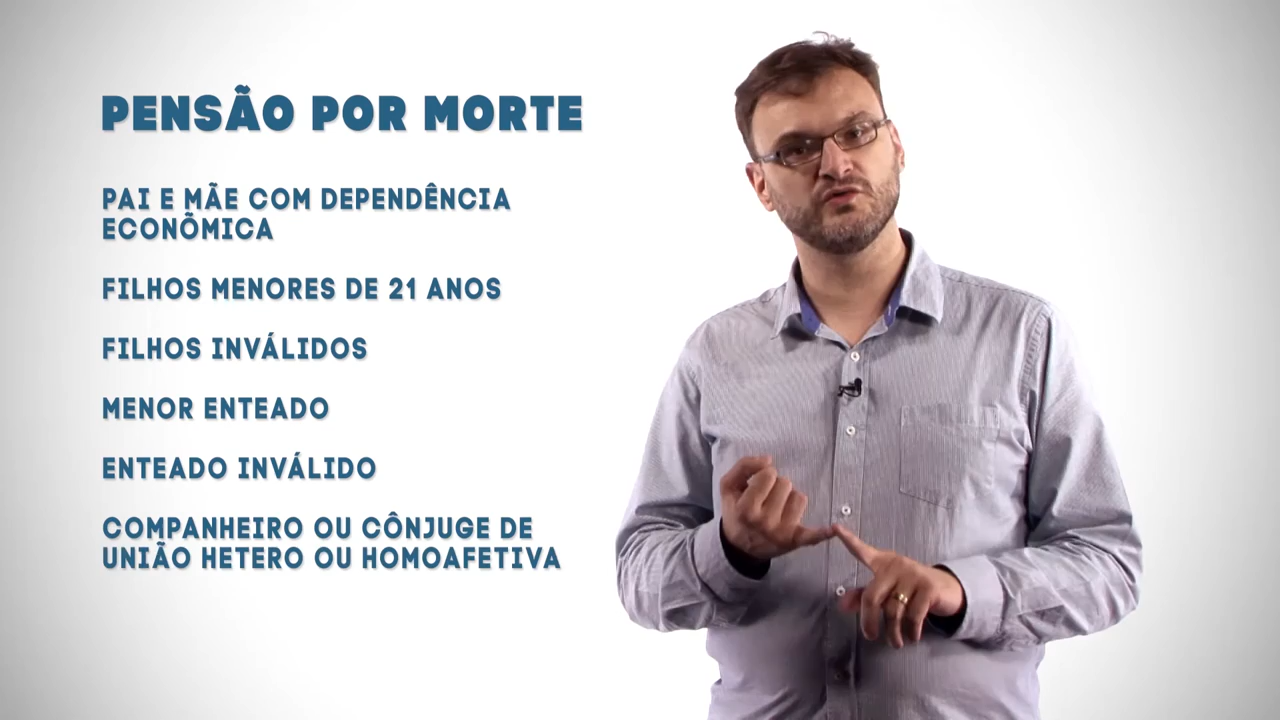 PENSÃO POR MORTE
PAI E MÃE COM DEPENDÊNCIA
ECONÔMICA
FILHOS MENORES DE 21 ANOS
FILHOS INVÁLIDOS
MENOR ENTEADO
ENTEADO INVÁLIDO
COMPANHEIRO OU CÔNJUGE DE
UNIÃO HETERO OU HOMOAFETIVA